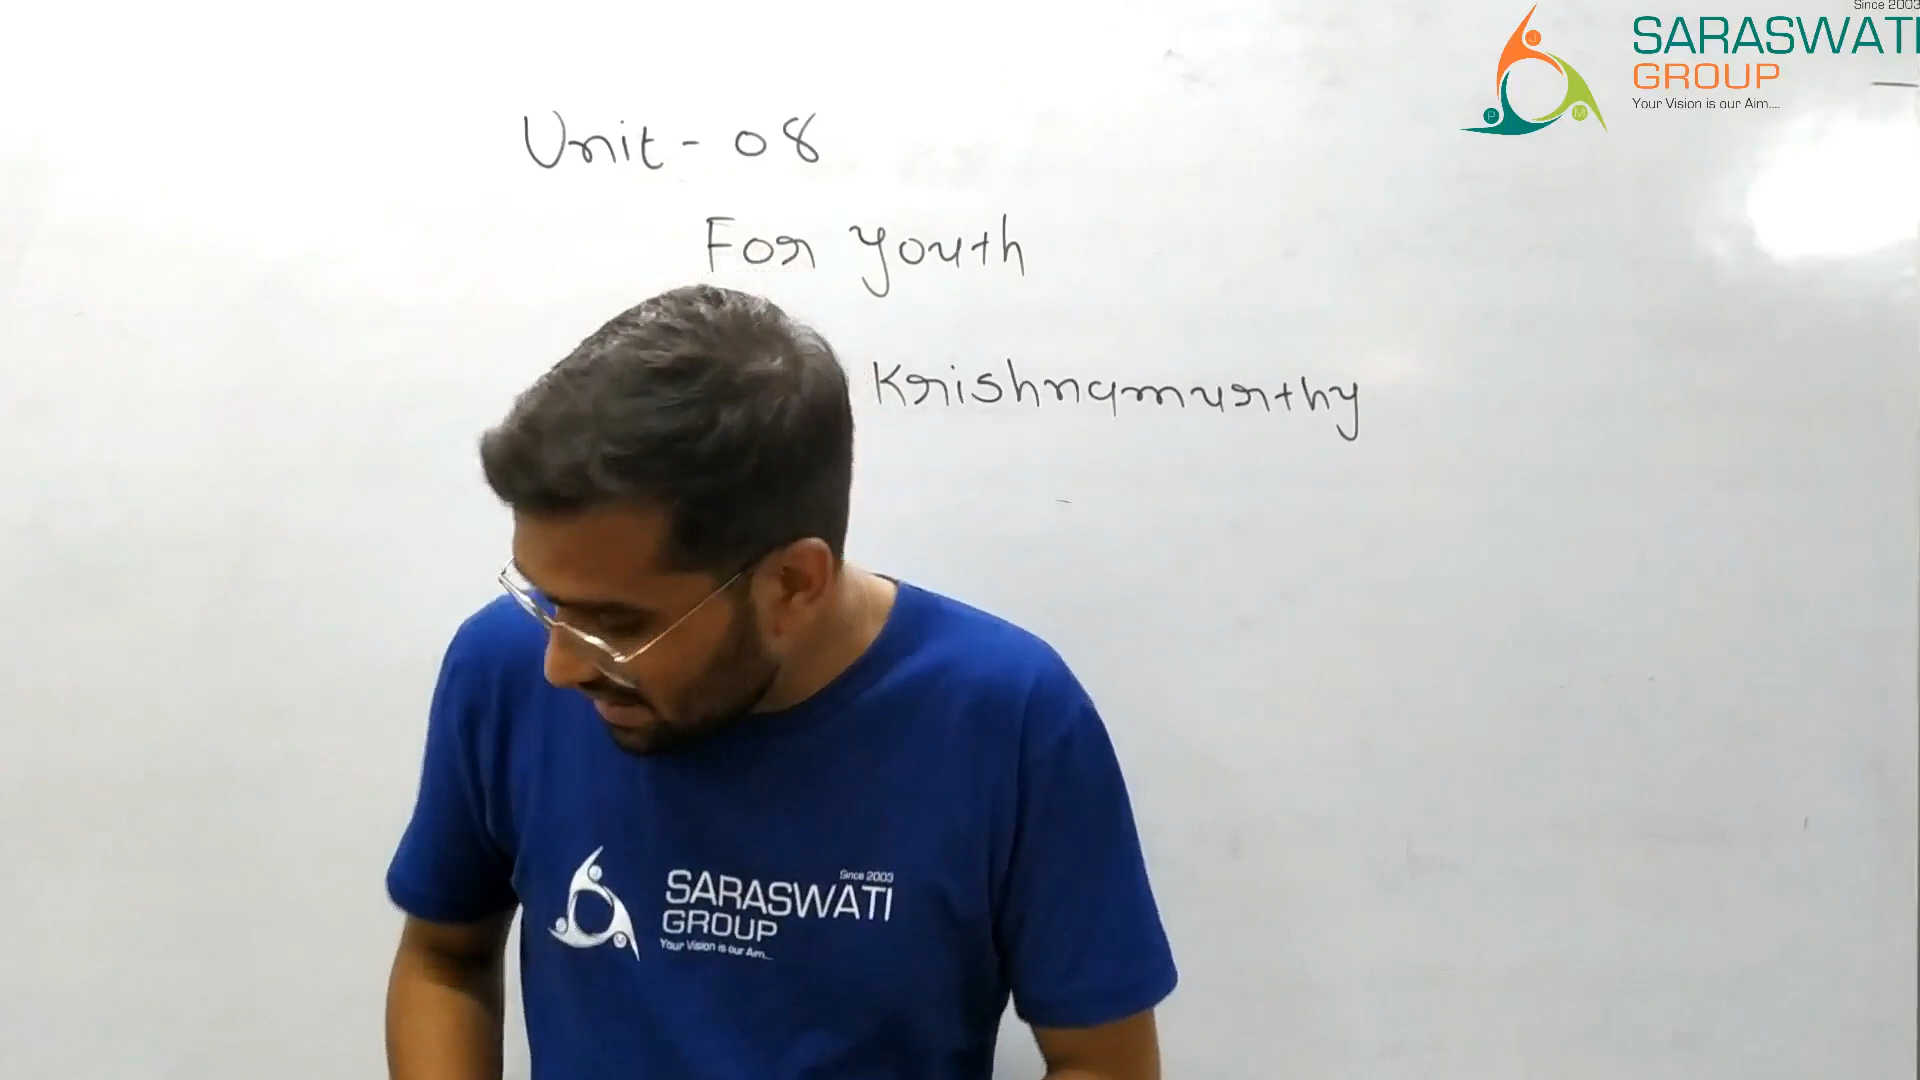 Since 2003
SARASWATI
GROUP
Your Vision is our Aim....
Unit - 08
For youth
Krishnamurthy
Since 2003
SARASWATI
GROUP
Your Vision is our Aim...